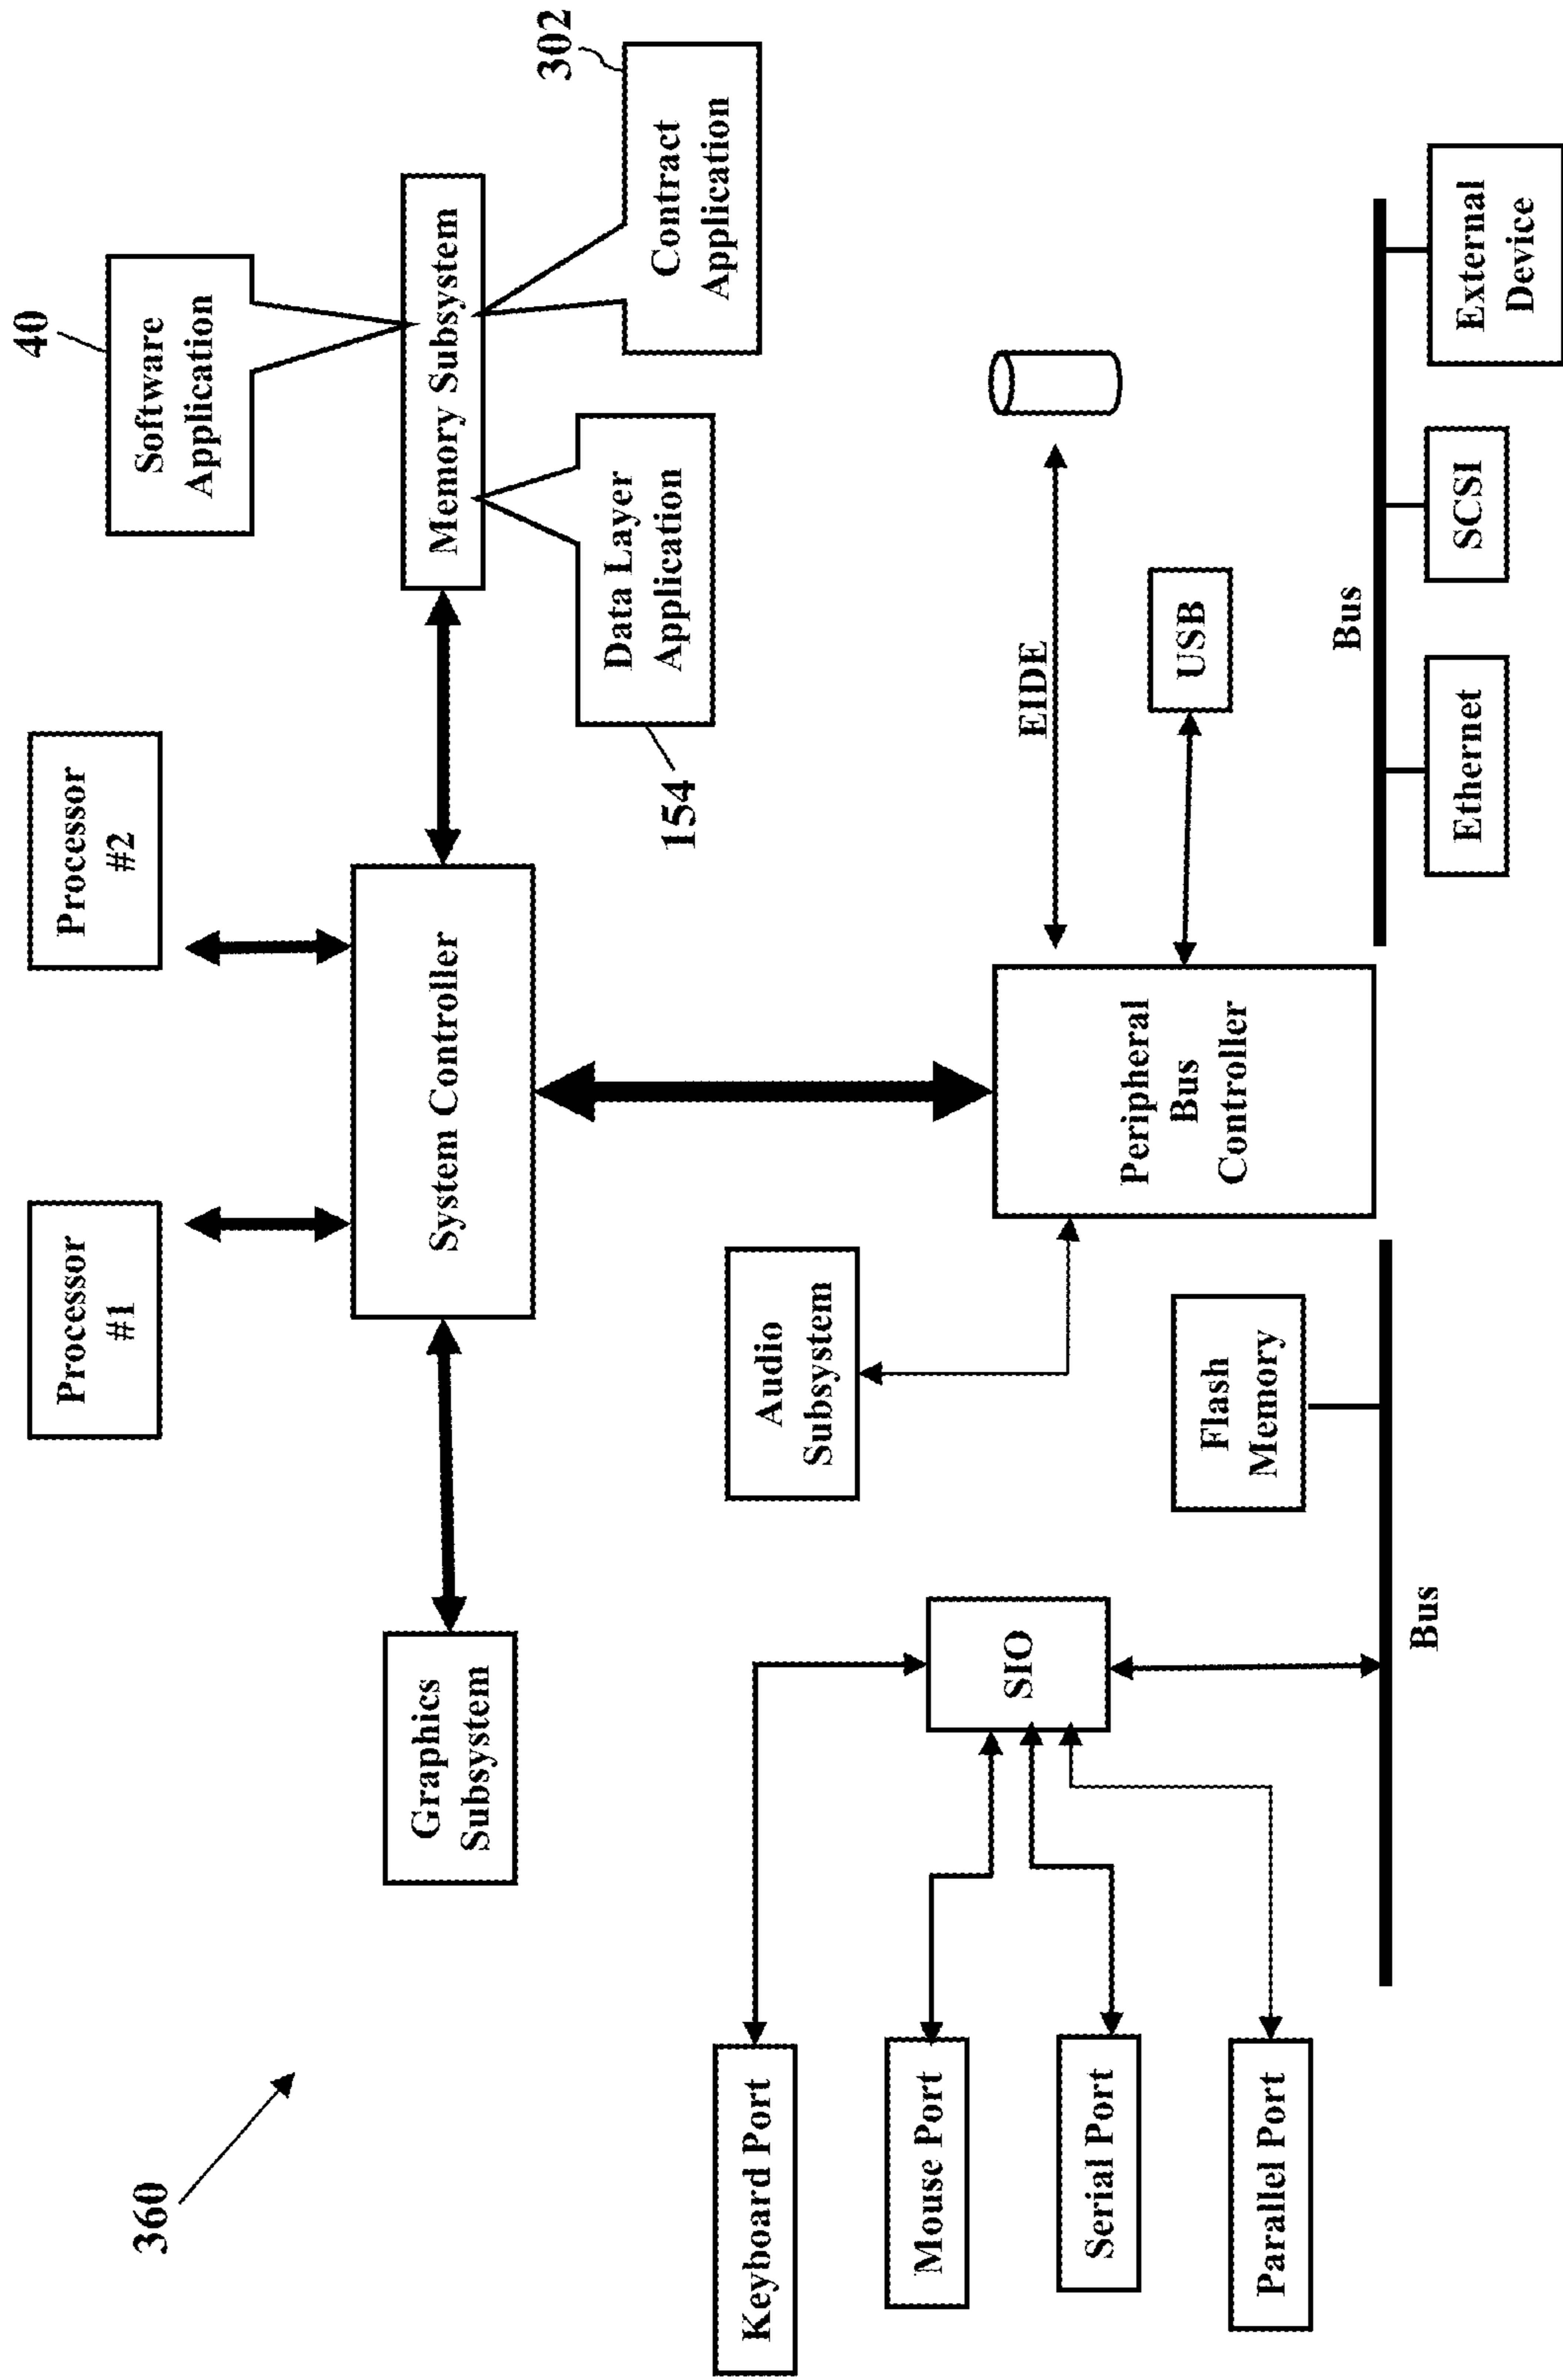 360
Processor
#1
Processor
#2
40
Software
Application
Graphics
Subsystem
System Controller
Memory Subsystem
302
Data Layer
Application
154
Contract
Application
Keyboard Port
Mouse Port
Serial Port
Parallel Port
SIO
Audio
Subsystem
Flash
Memory
Peripheral
Bus
Controller
EIDE
USB
Bus
Bus
Ethernet
SCSI
External
Device